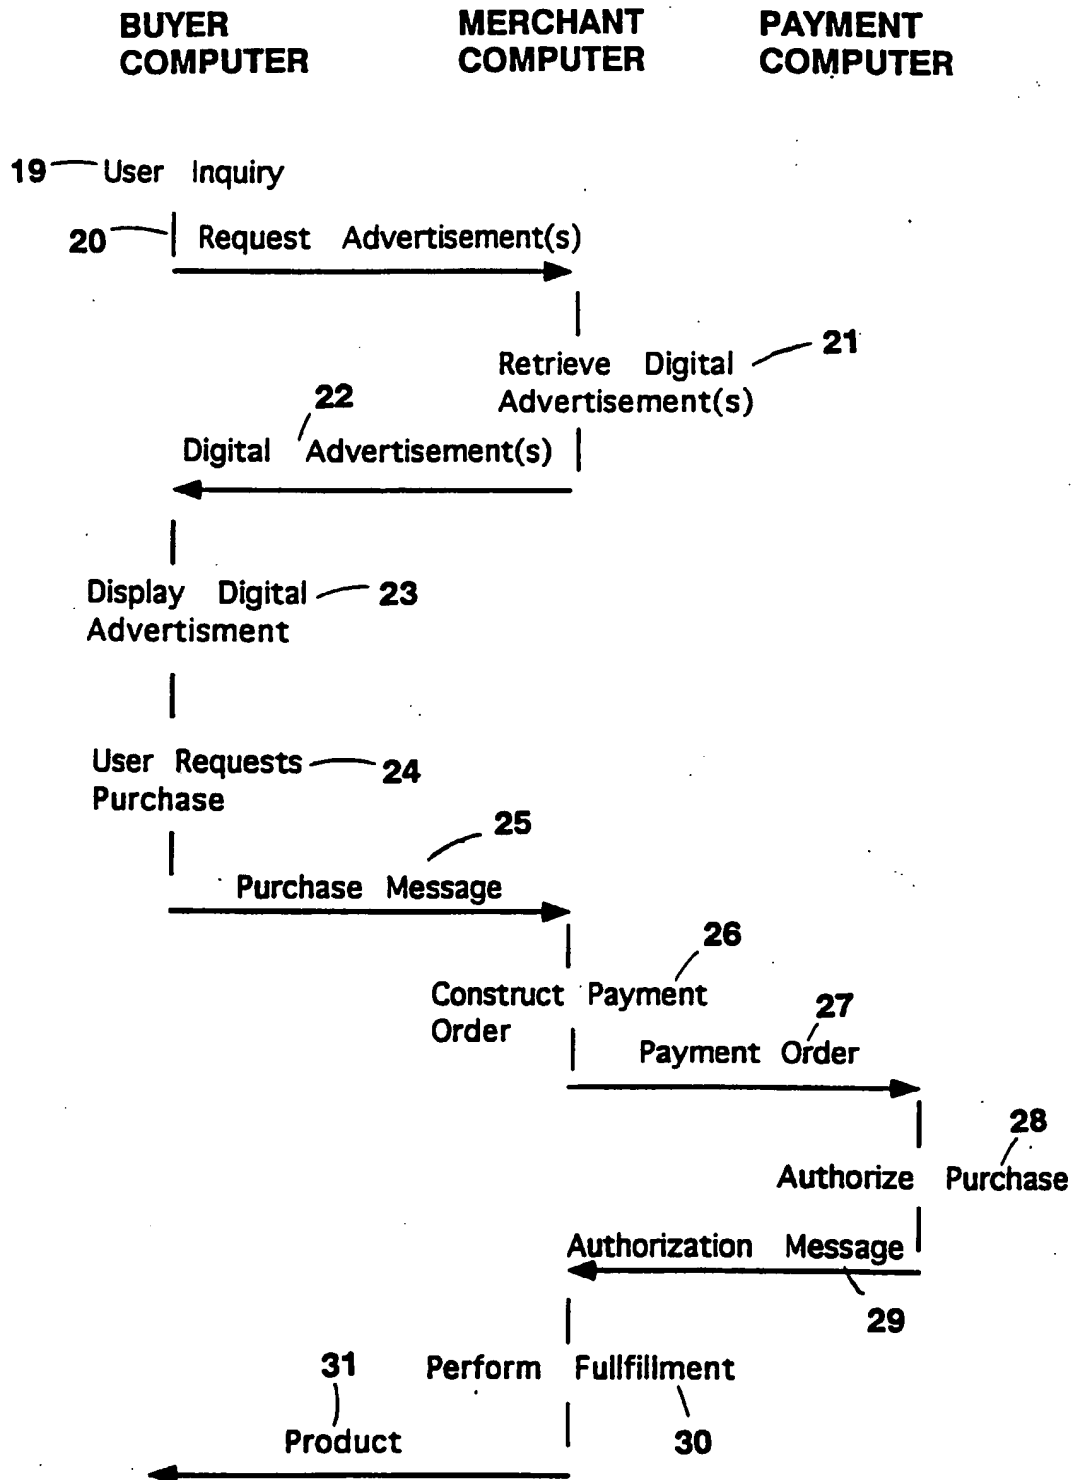 BUYER
COMPUTER
MERCHANT
COMPUTER
PAYMENT
COMPUTER
19 User Inquiry
20 Request Advertisement(s)
21
Retrieve Digital
Advertisement(s)
22
Digital Advertisement(s)
Display Digital 23
Advertisment
User Requests 24
Purchase
25
Purchase Message
26
Construct Payment
Order
27
Payment Order
28
Authorize Purchase
Authorization Message
29
31
Perform Fullfillment
30
Product